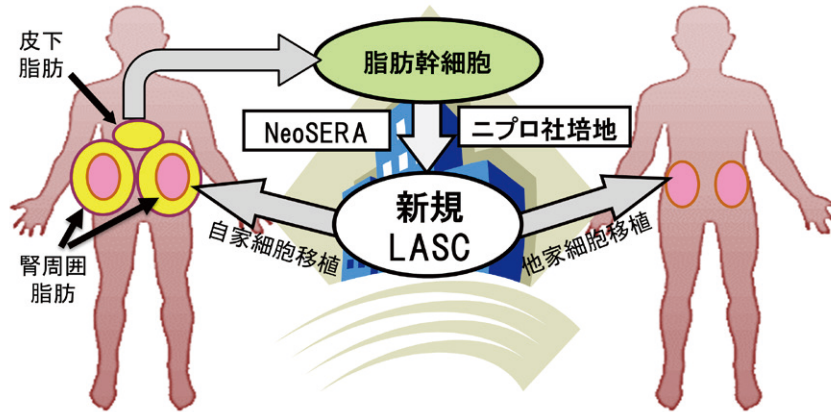 皮下
脂肪
脂肪幹細胞
NeoSERA
ニプロ社培地
新規
LASC
自家細胞移植
他家細胞移植
腎周囲
脂肪